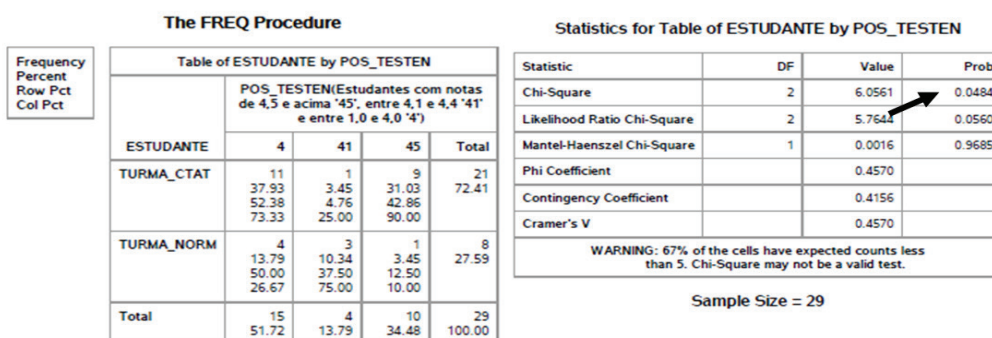 The FREQ Procedure
Frequency
Percent
Row Pct
Col Pct
Table of ESTUDANTE by POS_TESTEN
ESTUDANTE
POS_TESTEN(Estudantes com notas
de 4,5 e acima '45', entre 4,1 e 4,4 '41'
e entre 1,0 e 4,0 '4')
4 41 45 Total
TURMA_CTAT 11 1 9 21
37.93 3.45 31.03 72.41
52.38 4.76 42.86
73.33 25.00 90.00
TURMA_NORM 4 3 1 8
13.79 10.34 3.45 27.59
50.00 37.50 12.50
26.67 75.00 10.00
Total 15 4 10 29
51.72 13.79 34.48 100.00
Statistics for Table of ESTUDANTE by POS_TESTEN
Statistic DF Value Prob
Chi-Square 2 6.0561 0.0484
Likelihood Ratio Chi-Square 2 5.7644 0.0560
Mantel-Haenszel Chi-Square 1 0.0016 0.9685
Phi Coefficient 0.4570
Contingency Coefficient 0.4156
Cramer's V 0.4570
WARNING: 67% of the cells have expected counts less
than 5. Chi-Square may not be a valid test.
Sample Size = 29